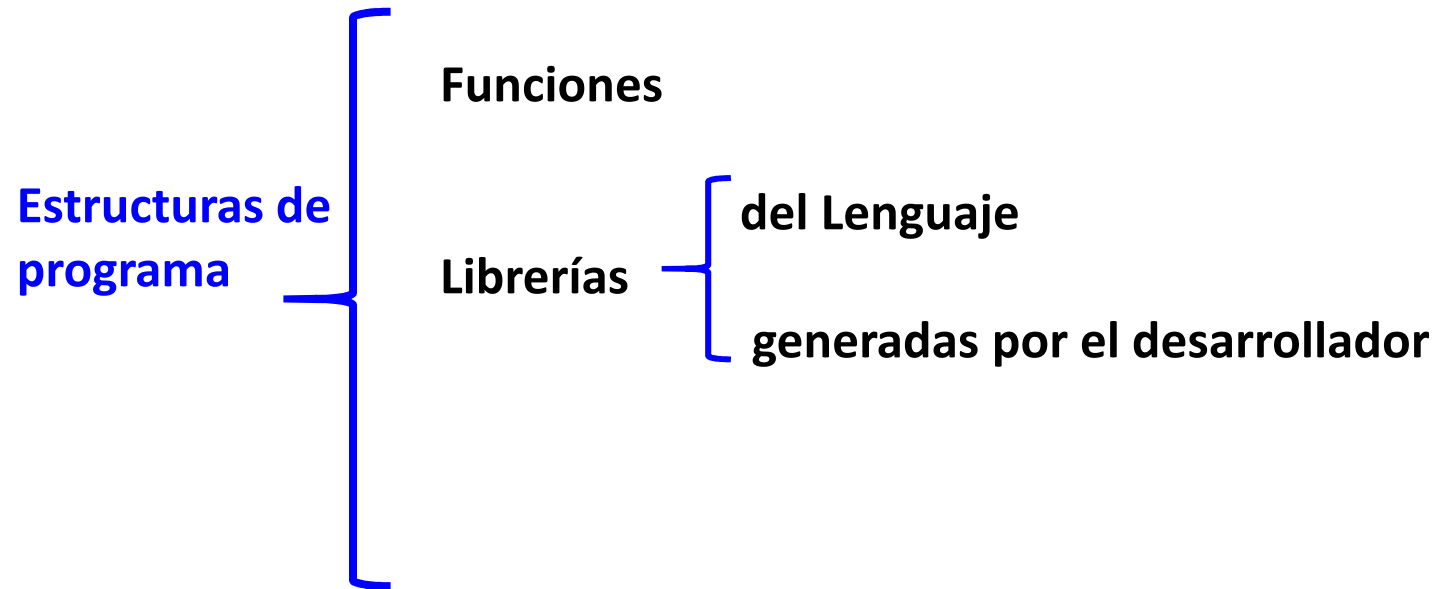 Funciones
Estructuras de
programa
Librerías
del Lenguaje
generadas por el desarrollador